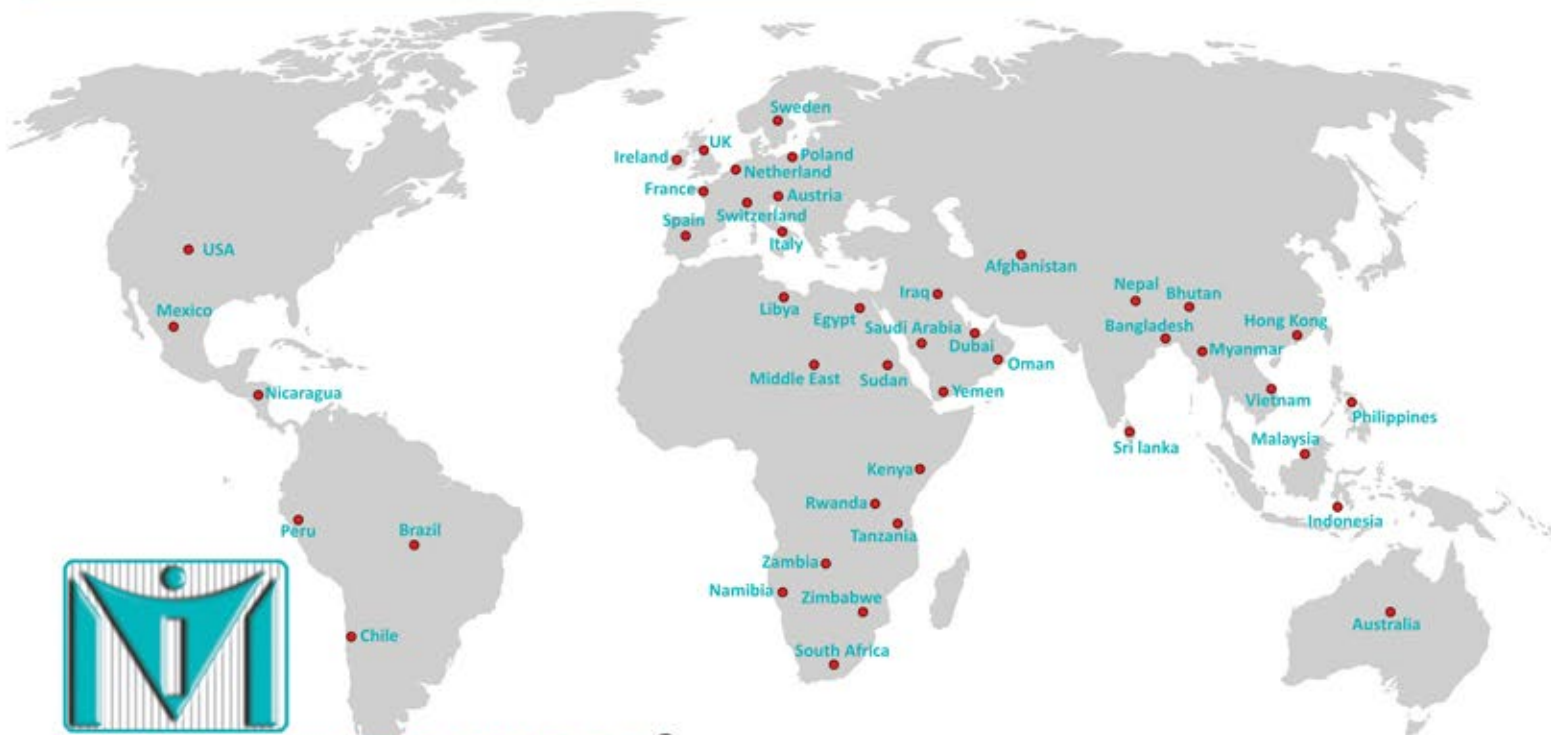 Sweden
UK
Ireland
Poland
Netherland
France
Austria
Switzerland
Spain
Italy
USA
Afghanistan
Mexico
Nepal
Bhutan
Iraq
Libya
Egypt
Saudi Arabia
Dubai
Bangladesh
Hong Kong
Myanmar
Oman
Middle East
Sudan
Yemen
Nicaragua
Vietnam
Philippines
Sri lanka
Malaysia
Kenya
Rwanda
Indonesia
Peru
Brazil
Tanzania
Zambia
Namibia
Zimbabwe
Australia
Chile
South Africa